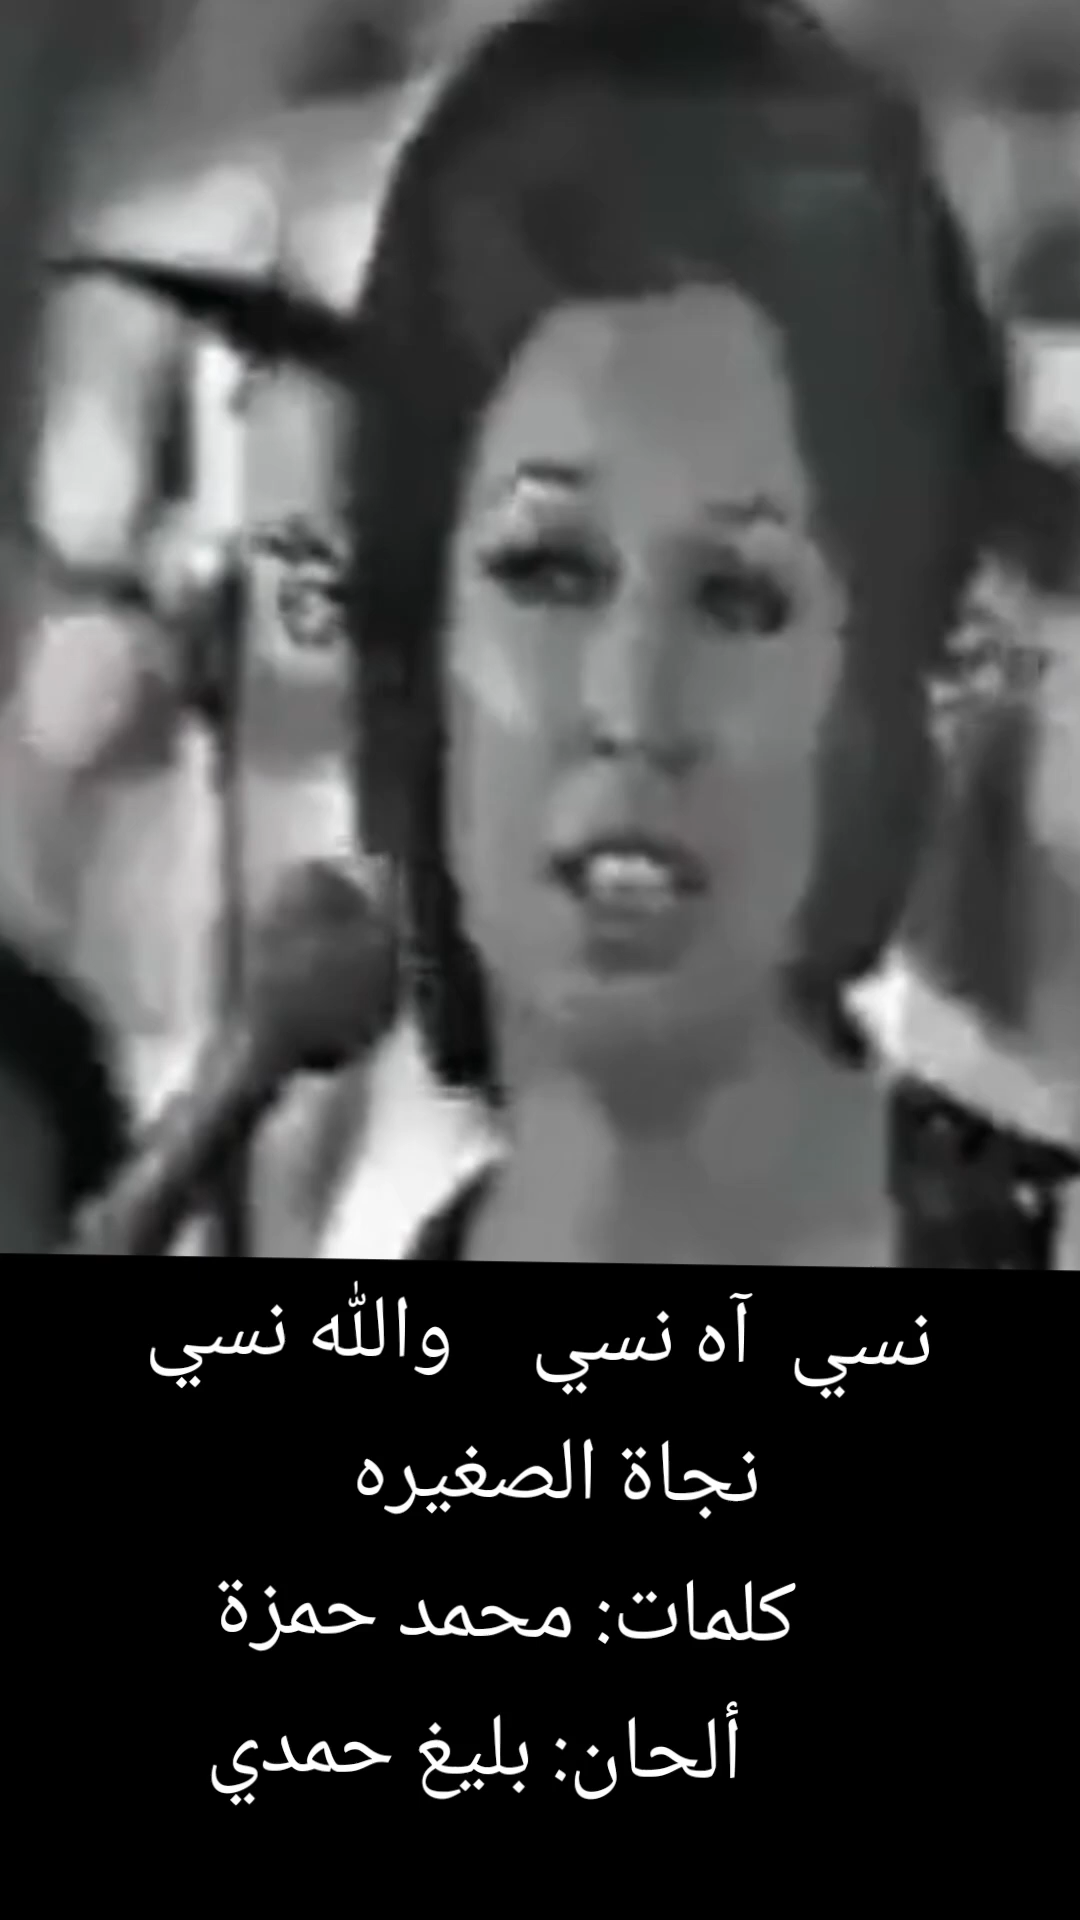 نسي آه نسي والله نسي
نجاة الصغيره
كلمات: محمد حمزة
ألحان: بليغ حمدي